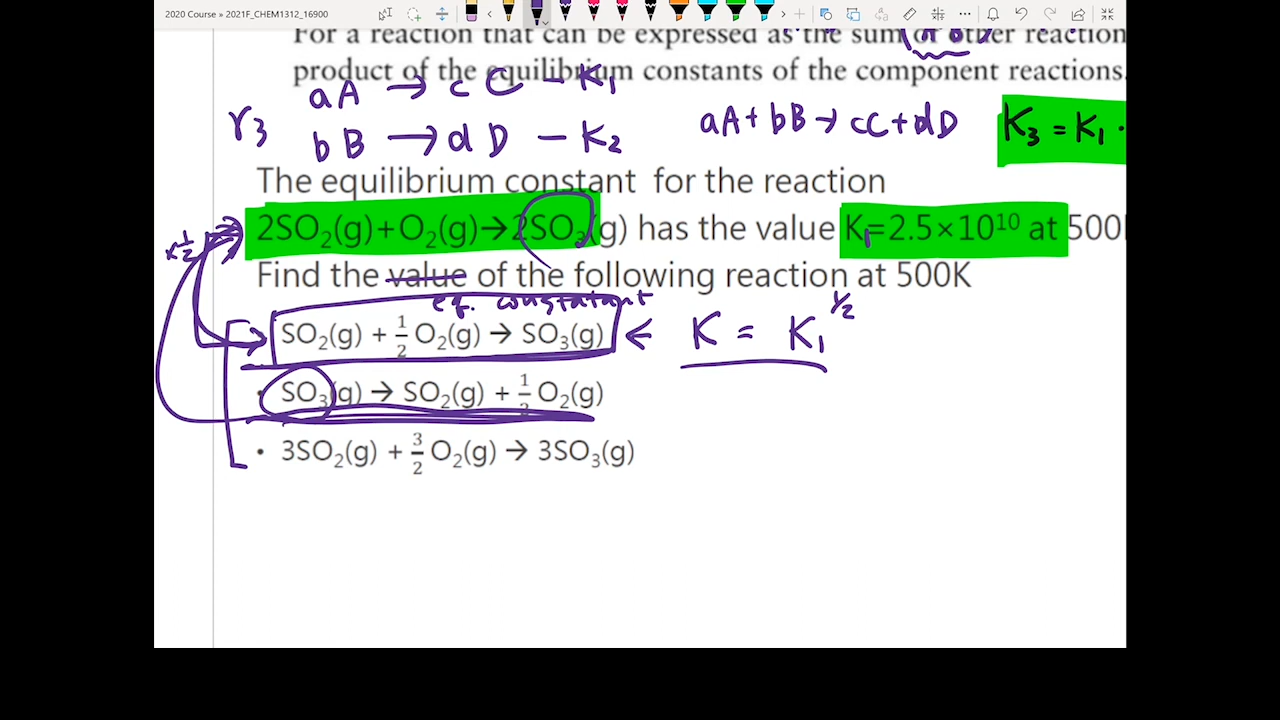 2020 Course » 2021F_CHEM1312_16900
For a reaction that can be expressed as the sum of other reaction
product of the equilibrium constants of the component reactions.
aA → cC - K₁
r3 bB → dD - K₂
aA + bB → cC + dD K₃ = K₁ ·
The equilibrium constant for the reaction
2SO₂(g)+O₂(g)→2SO₃(g) has the value K₁=2.5×10¹⁰ at 500
×½
Find the value of the following reaction at 500K
eq. constatant
SO₂(g) + ½ O₂(g) → SO₃(g) ← K = K₁^1/2
• SO₃(g) → SO₂(g) + ½ O₂(g)
• 3SO₂(g) + 3/2 O₂(g) → 3SO₃(g)